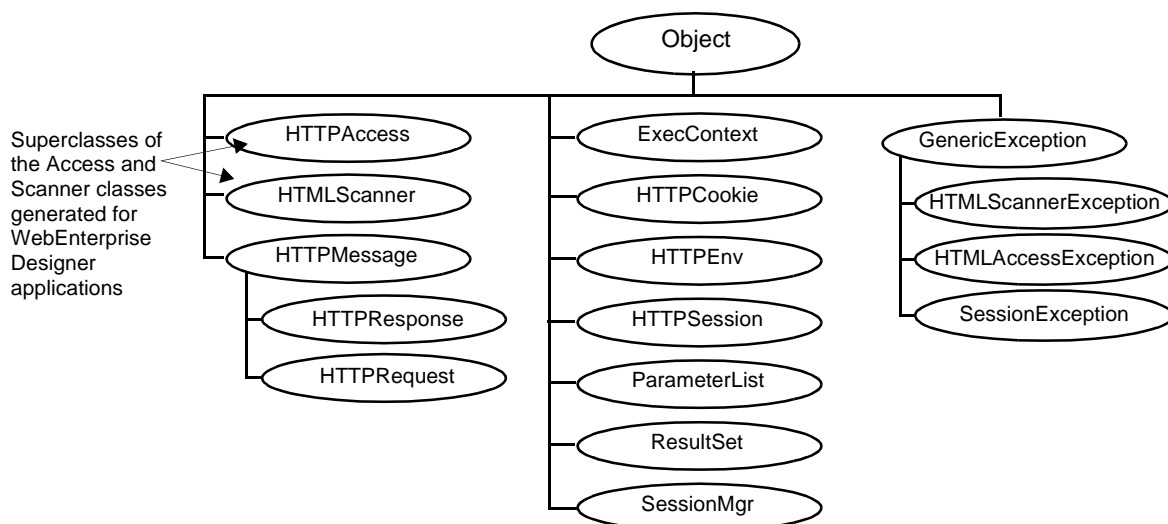 Object
Superclasses of
the Access and
Scanner classes
generated for
WebEnterprise
Designer
applications
HTTPAccess
HTMLScanner
HTTPMessage
HTTPResponse
HTTPRequest
ExecContext
HTTPCookie
HTTPEnv
HTTPSession
ParameterList
ResultSet
SessionMgr
GenericException
HTMLScannerException
HTMLAccessException
SessionException